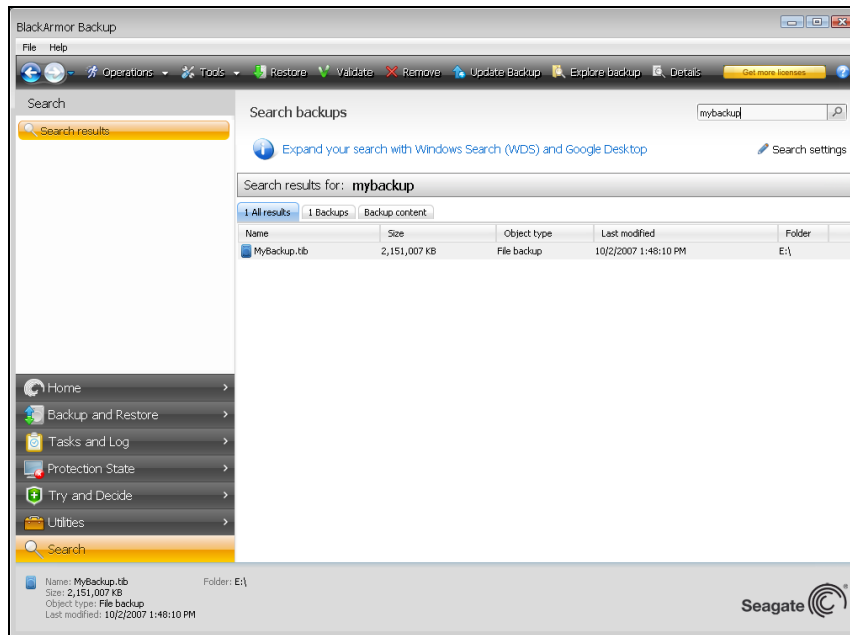 BlackArmor Backup
File Help
Operations Tools Restore Validate Remove Update Backup Explore backup Details Get more licenses ?
Search
Search results
Search backups
mybackup
Expand your search with Windows Search (WDS) and Google Desktop
Search settings
Search results for: mybackup
1 All results 1 Backups Backup content
Name Size Object type Last modified Folder
MyBackup.tib 2,151,007 KB File backup 10/2/2007 1:48:10 PM E:\
Home
Backup and Restore
Tasks and Log
Protection State
Try and Decide
Utilities
Search
Name: MyBackup.tib Folder: E:\
Size: 2,151,007 KB
Object type: File backup
Last modified: 10/2/2007 1:48:10 PM
Seagate